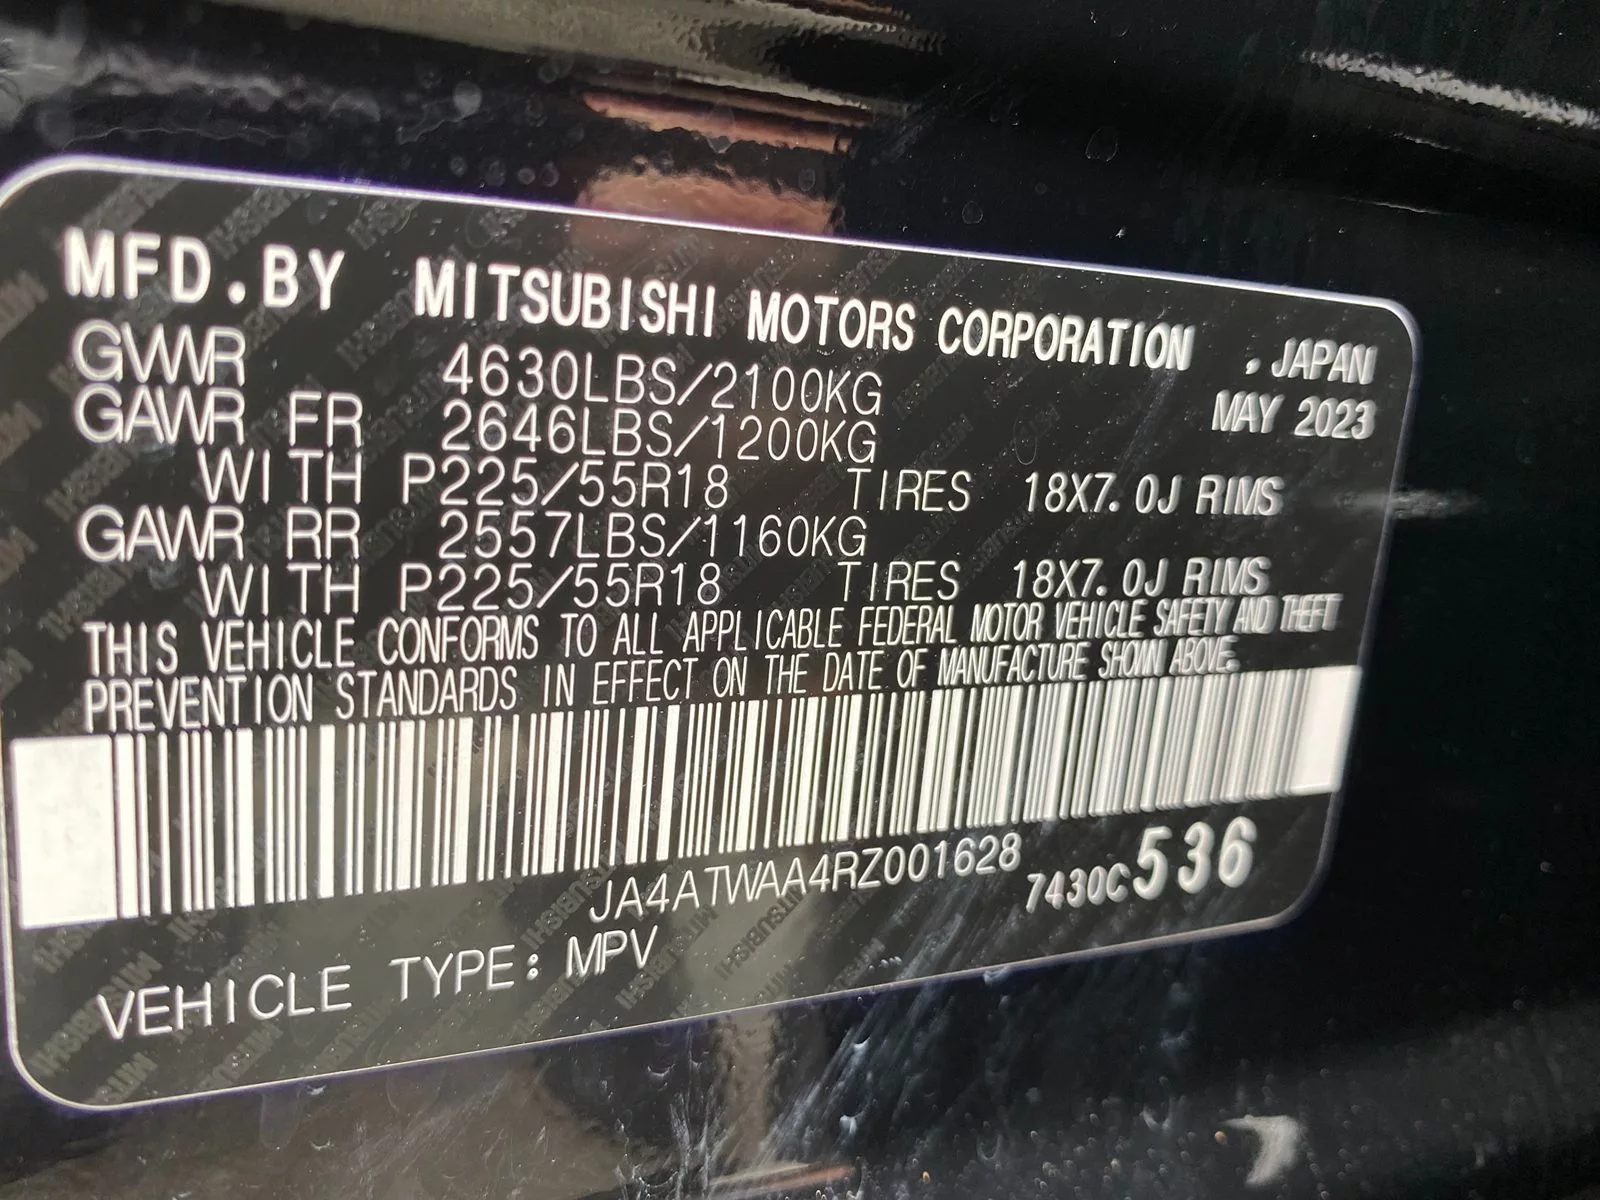 MFD.BY MITSUBISHI MOTORS CORPORATION , JAPAN
GVWR 4630LBS/2100KG MAY 2023
GAWR FR 2646LBS/1200KG
WITH P225/55R18 TIRES 18X7.0J RIMS
GAWR RR 2557LBS/1160KG
WITH P225/55R18 TIRES 18X7.0J RIMS
THIS VEHICLE CONFORMS TO ALL APPLICABLE FEDERAL MOTOR VEHICLE SAFETY AND THEFT
PREVENTION STANDARDS IN EFFECT ON THE DATE OF MANUFACTURE SHOWN ABOVE.
JA4ATWAA4RZ001628 7430C536
VEHICLE TYPE: MPV